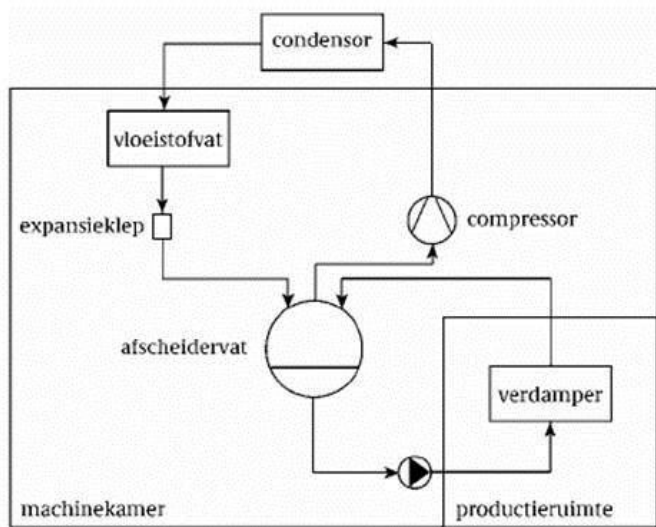 condensor
vloeistofvat
expansieklep
compressor
afscheidervat
verdamper
machinekamer
productieruimte